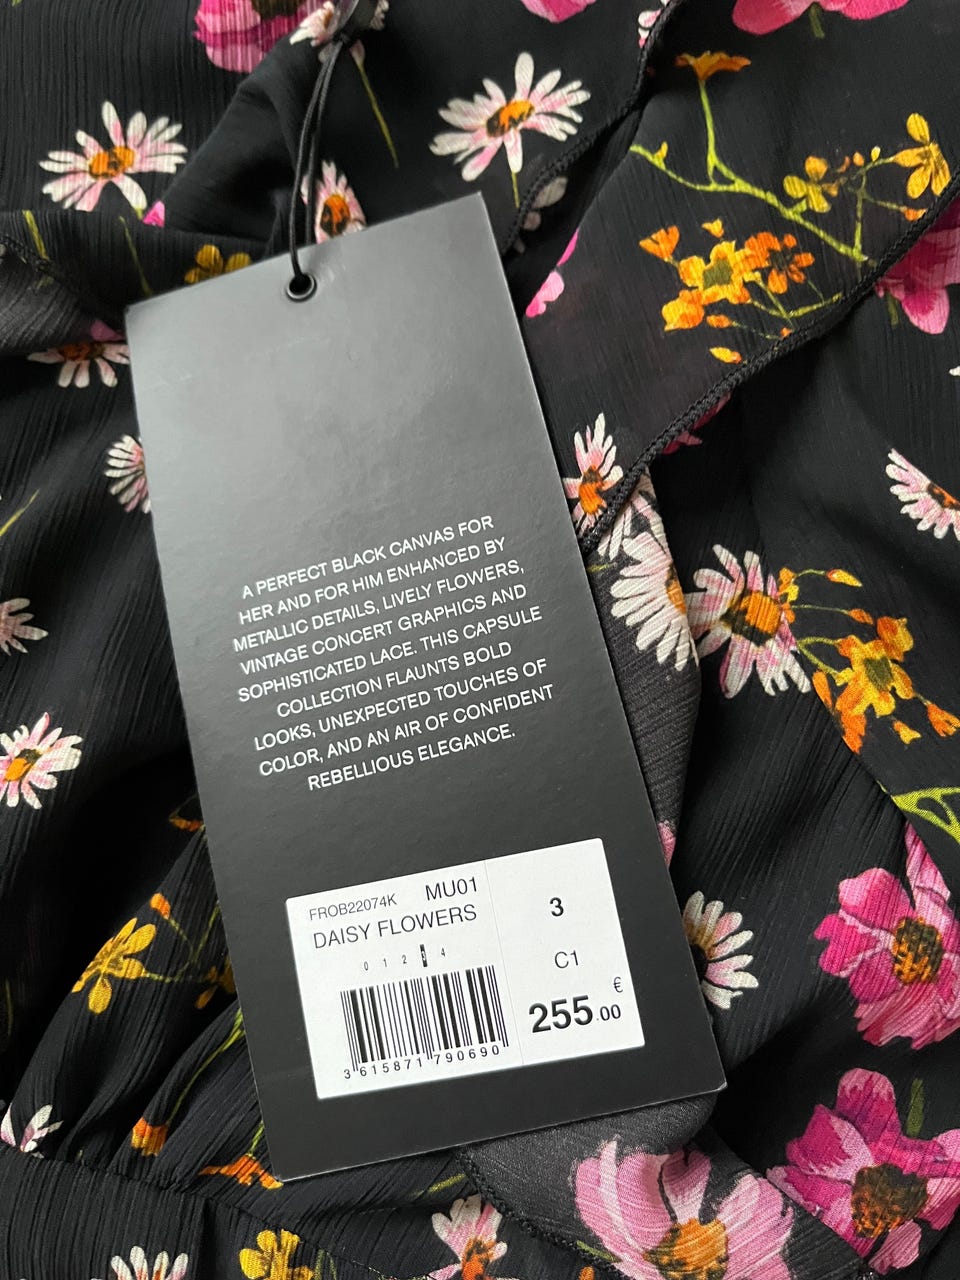 A PERFECT BLACK CANVAS FOR
HER AND FOR HIM ENHANCED BY
METALLIC DETAILS, LIVELY FLOWERS,
VINTAGE CONCERT GRAPHICS AND
SOPHISTICATED LACE. THIS CAPSULE
COLLECTION FLAUNTS BOLD
LOOKS, UNEXPECTED TOUCHES OF
COLOR, AND AN AIR OF CONFIDENT
REBELLIOUS ELEGANCE.
FROB22074K MU01
DAISY FLOWERS
0 1 2 3 4
3 615871 790690
3
C1
€
255.00